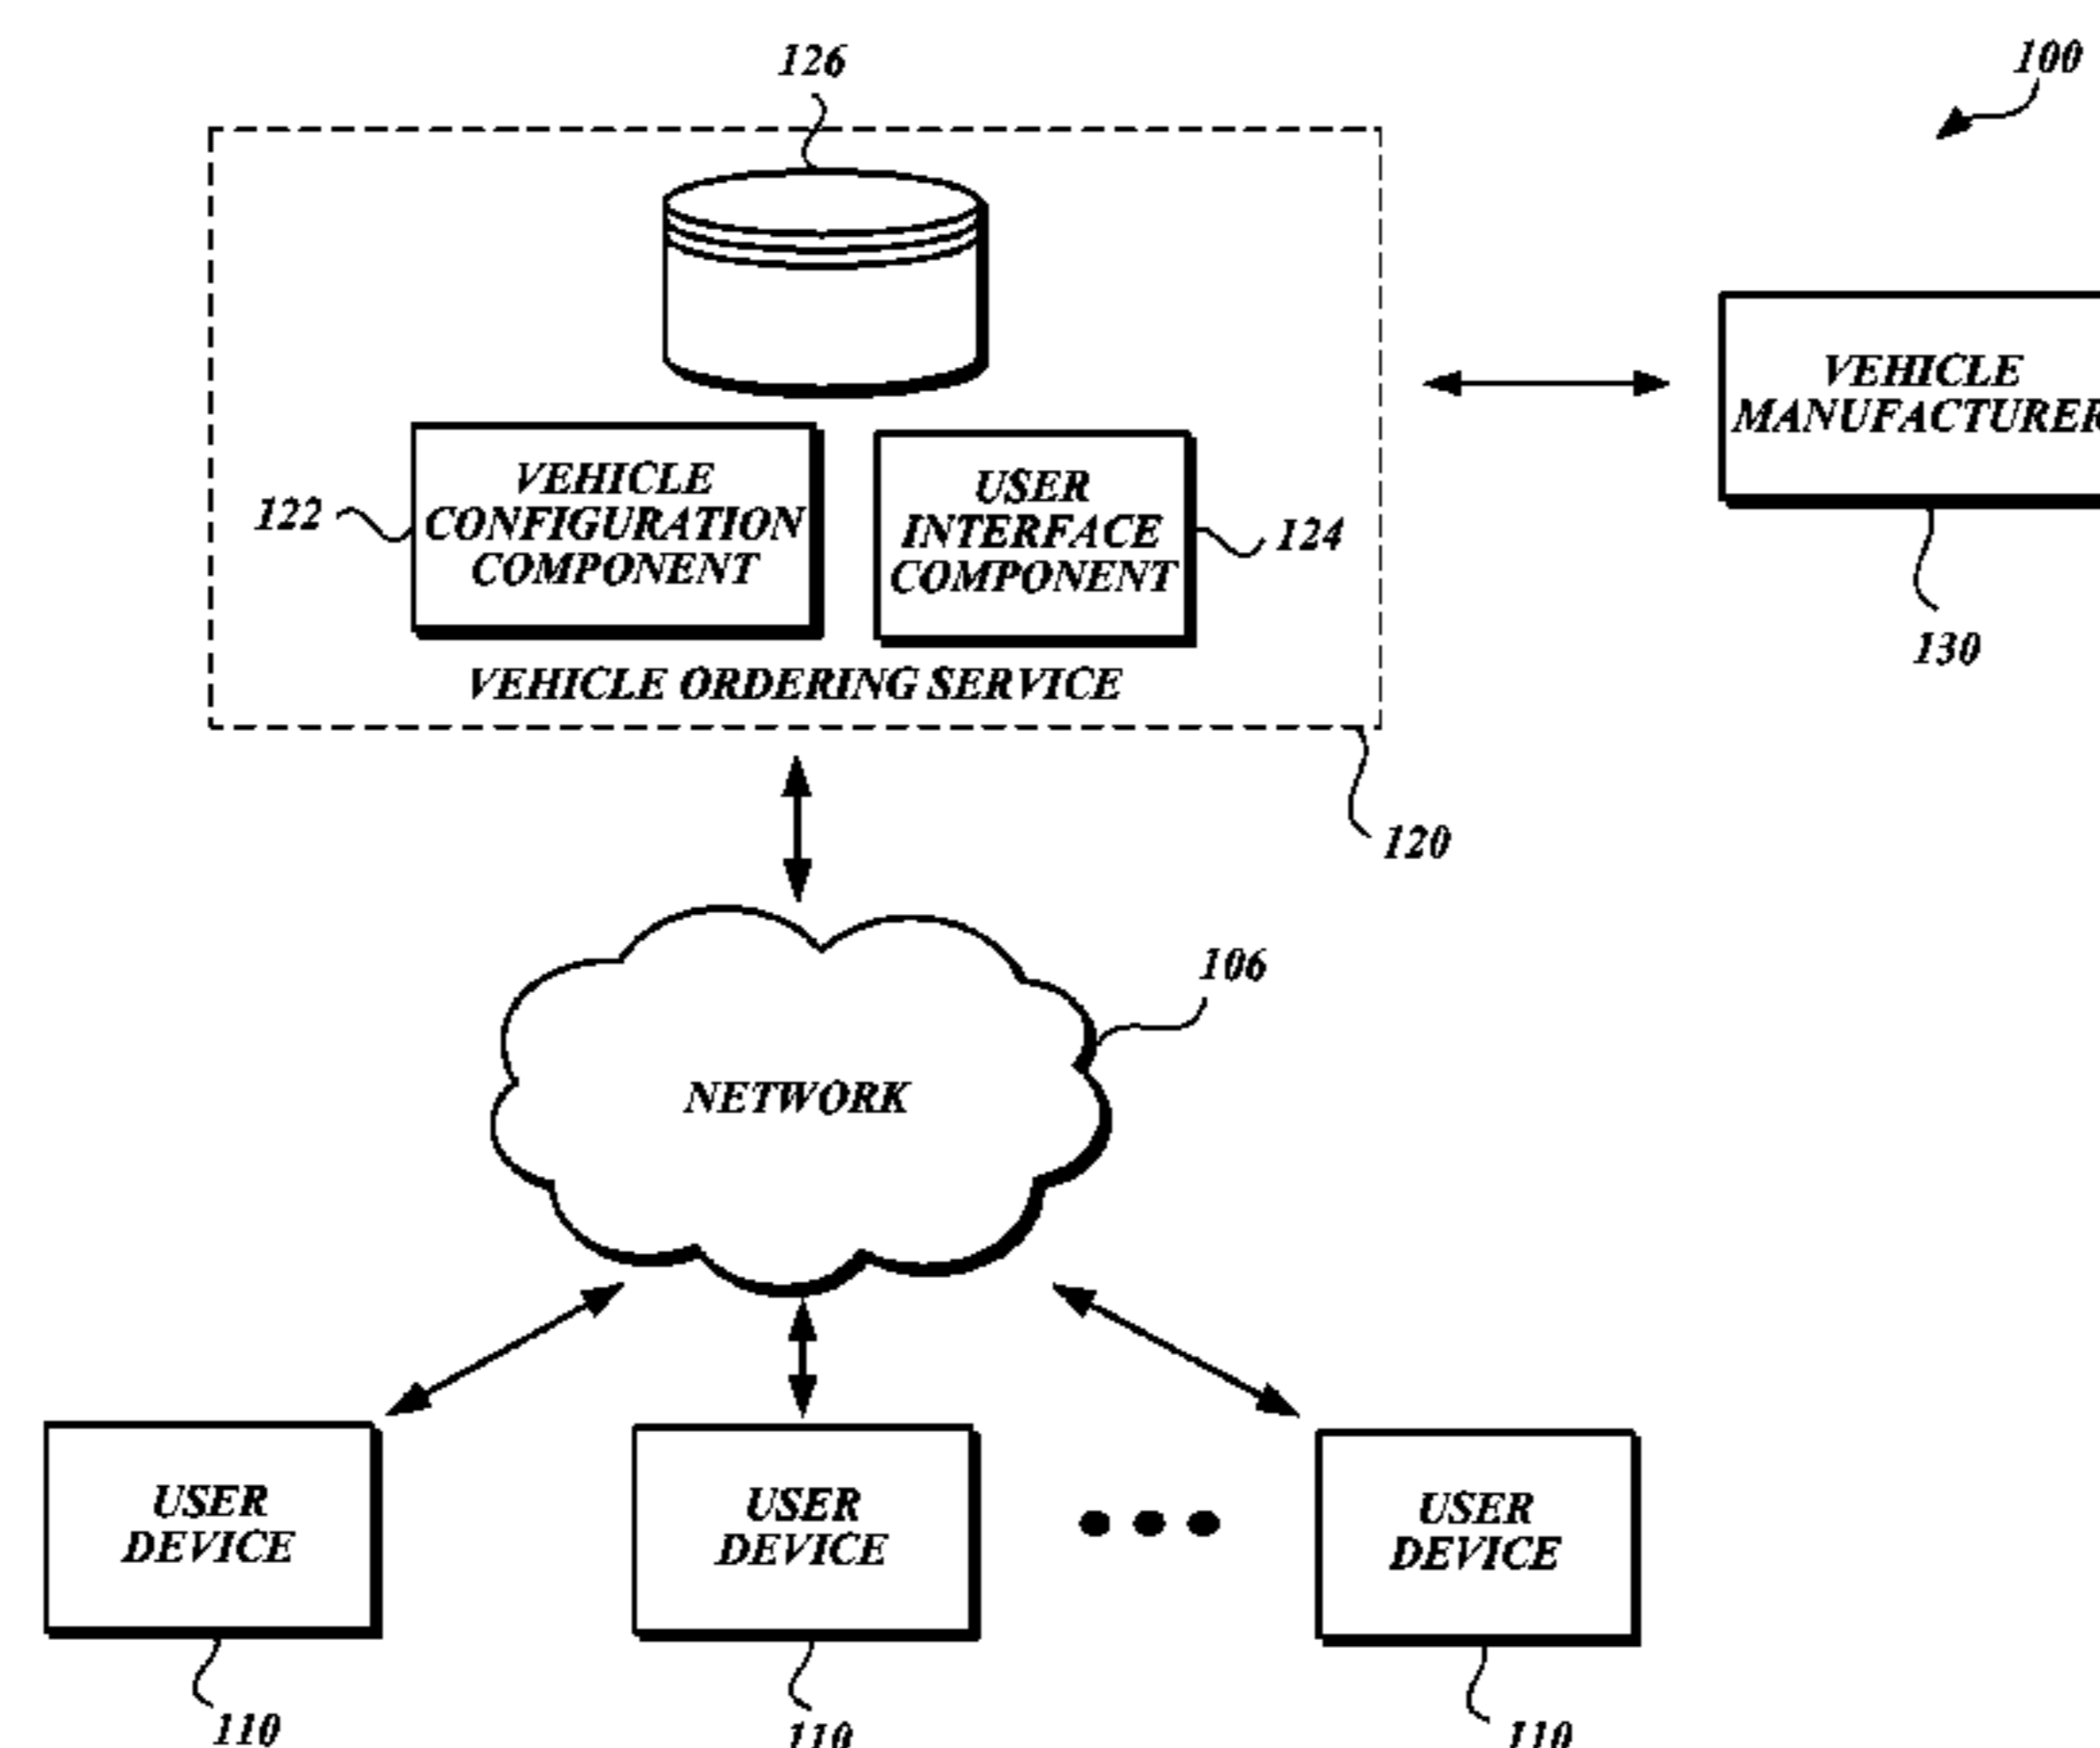 126
100
VEHICLE
MANUFACTURER
VEHICLE
CONFIGURATION
COMPONENT
122
USER
INTERFACE
COMPONENT
124
130
VEHICLE ORDERING SERVICE
120
106
NETWORK
USER
DEVICE
USER
DEVICE
USER
DEVICE
110
110
110